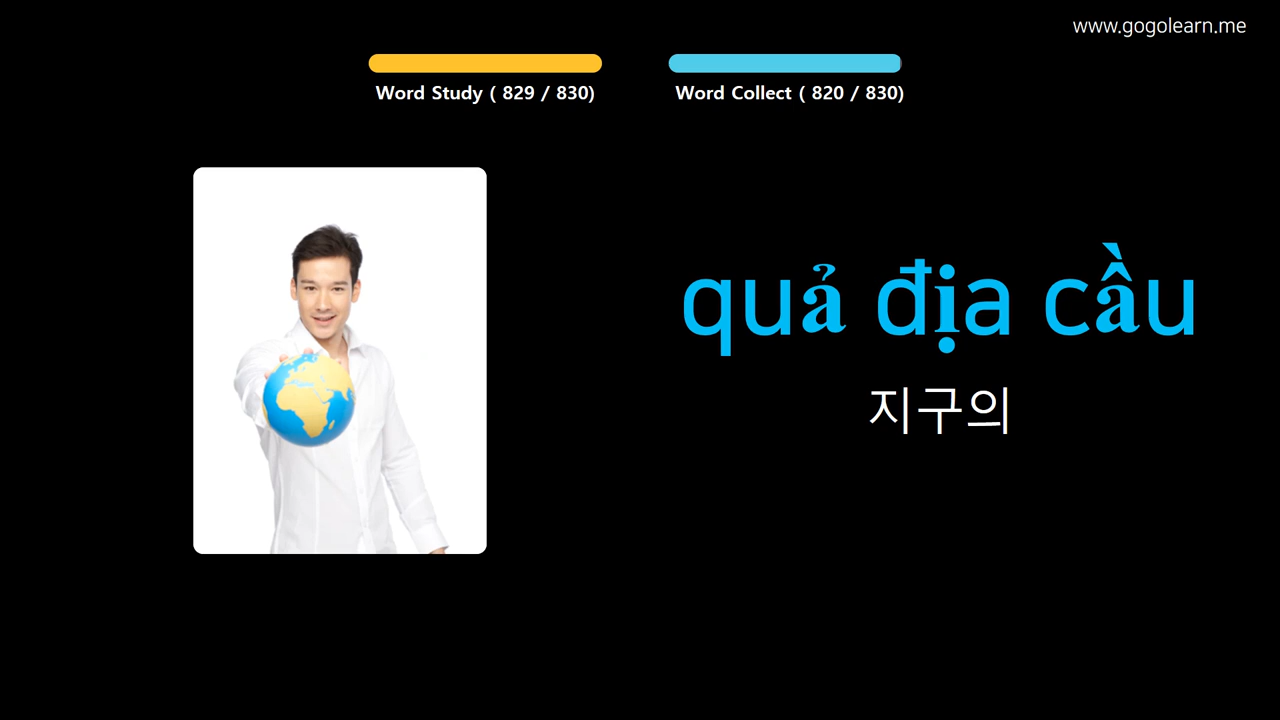 www.gogolearn.me
Word Study ( 829 / 830)
Word Collect ( 820 / 830)
quả địa cầu
지구의